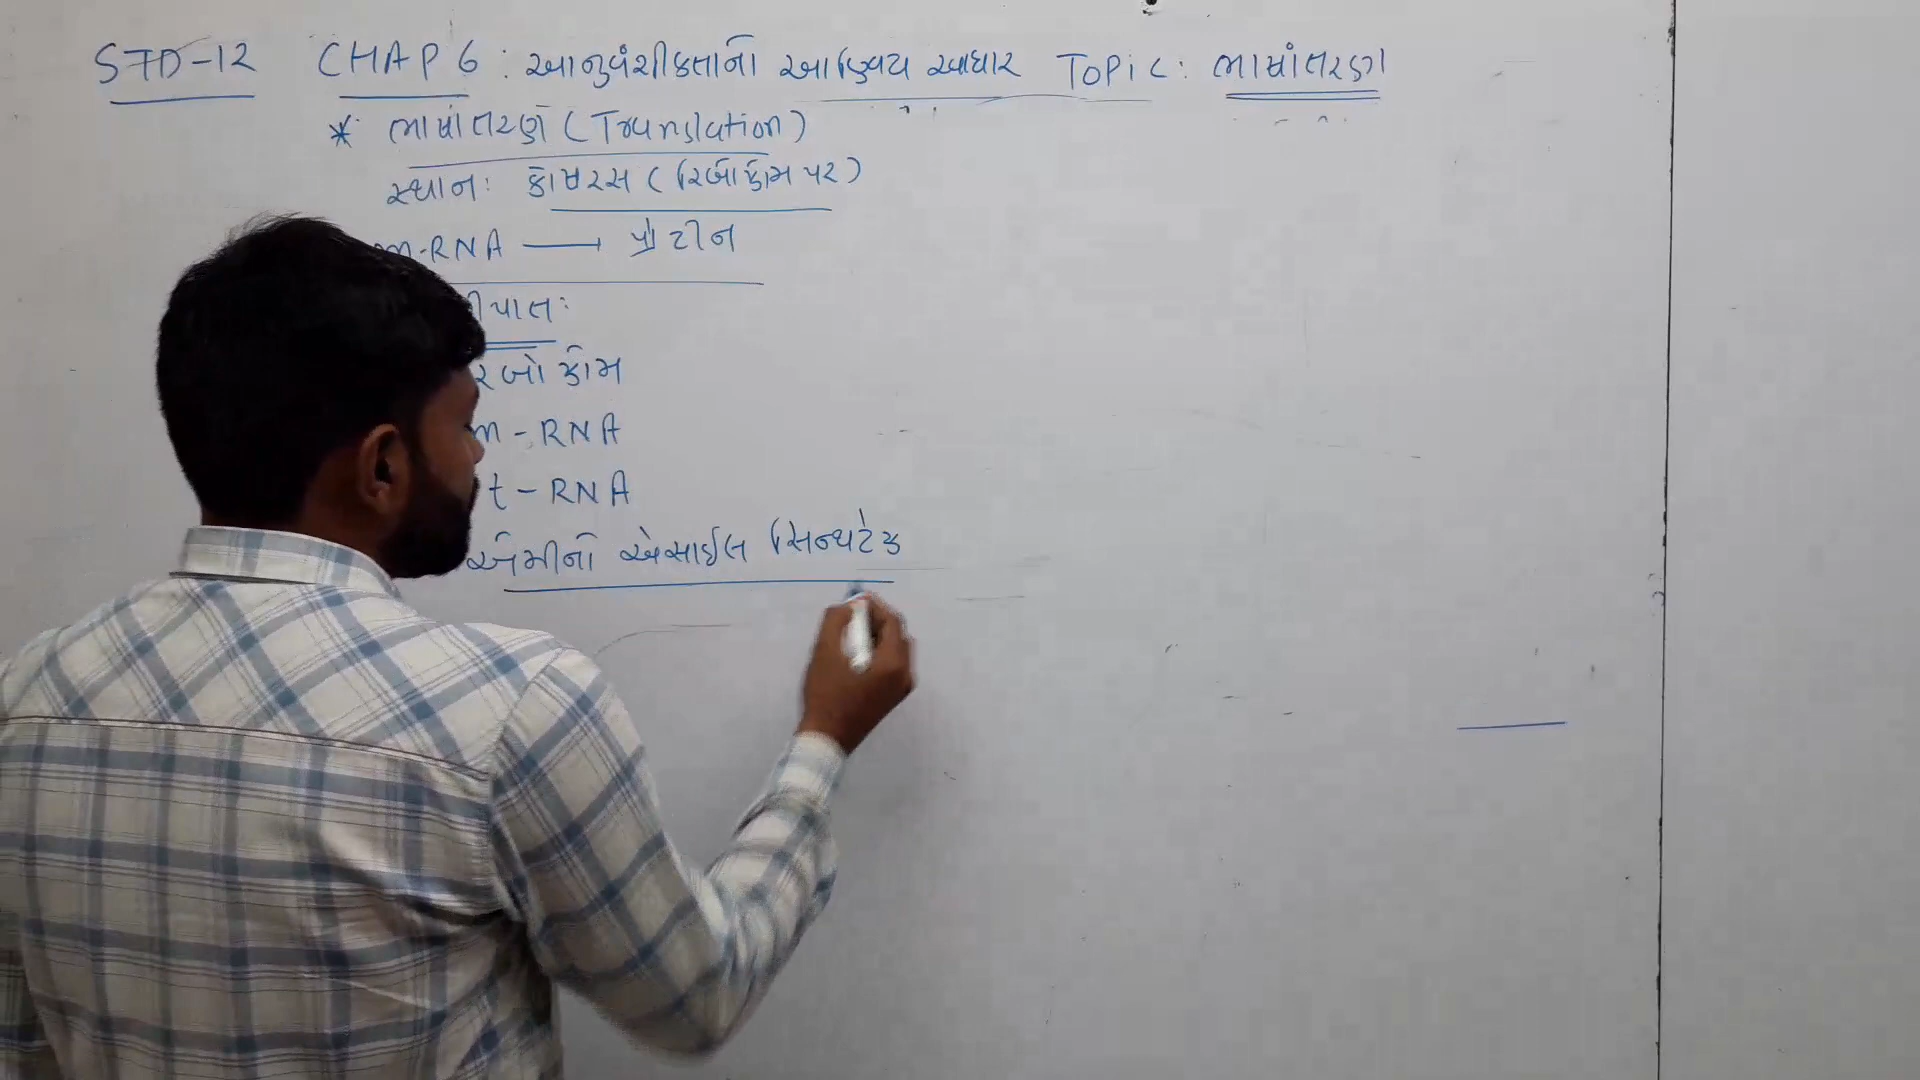 STD-12 CHAP 6 : આનુવંશીકતાનો આણ્વિય આધાર TOPiC : ભાષાંતરણ
* ભાષાંતરણ (Translation)
સ્થાન: કોષરસ (રિબોઝોમ પર)
m-RNA → પ્રોટીન
રિબોઝોમ
m-RNA
t-RNA
એમીનો એસાઈલ સિન્થટેઝ